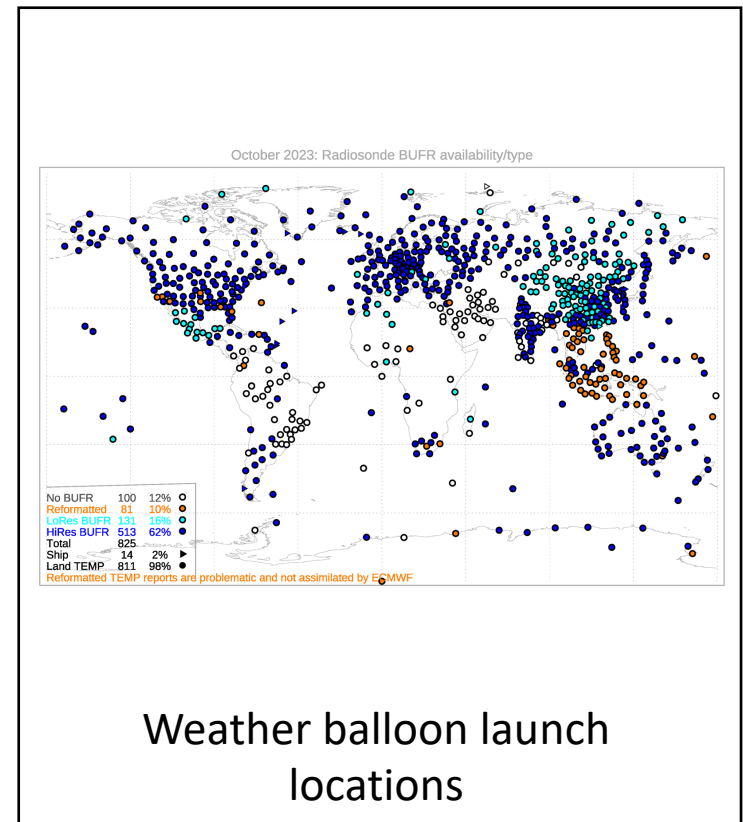 October 2023: Radiosonde BUFR availability/type
No BUFR 100 12%
Reformatted 81 10%
LoRes BUFR 131 16%
HiRes BUFR 513 62%
Total 825
Ship 14 2%
Land TEMP 811 98%
Reformatted TEMP reports are problematic and not assimilated by ECMWF
Weather balloon launch
locations